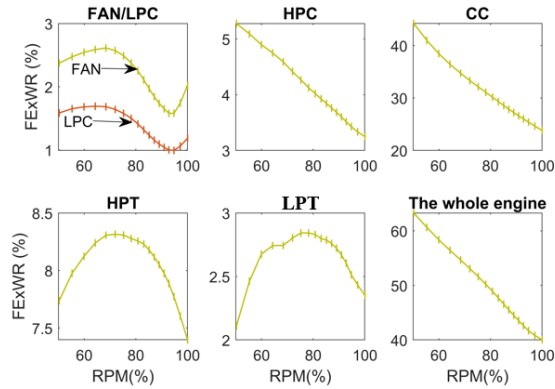 FAN/LPC
HPC
CC
FExWR (%)
3
2
1
FAN
LPC
60 80 100
5
4
3
60 80 100
40
30
20
60 80 100
HPT
LPT
The whole engine
FExWR (%)
8.5
8
7.5
60 80 100
RPM(%)
3
2.5
2
60 80 100
RPM(%)
60
50
40
60 80 100
RPM(%)